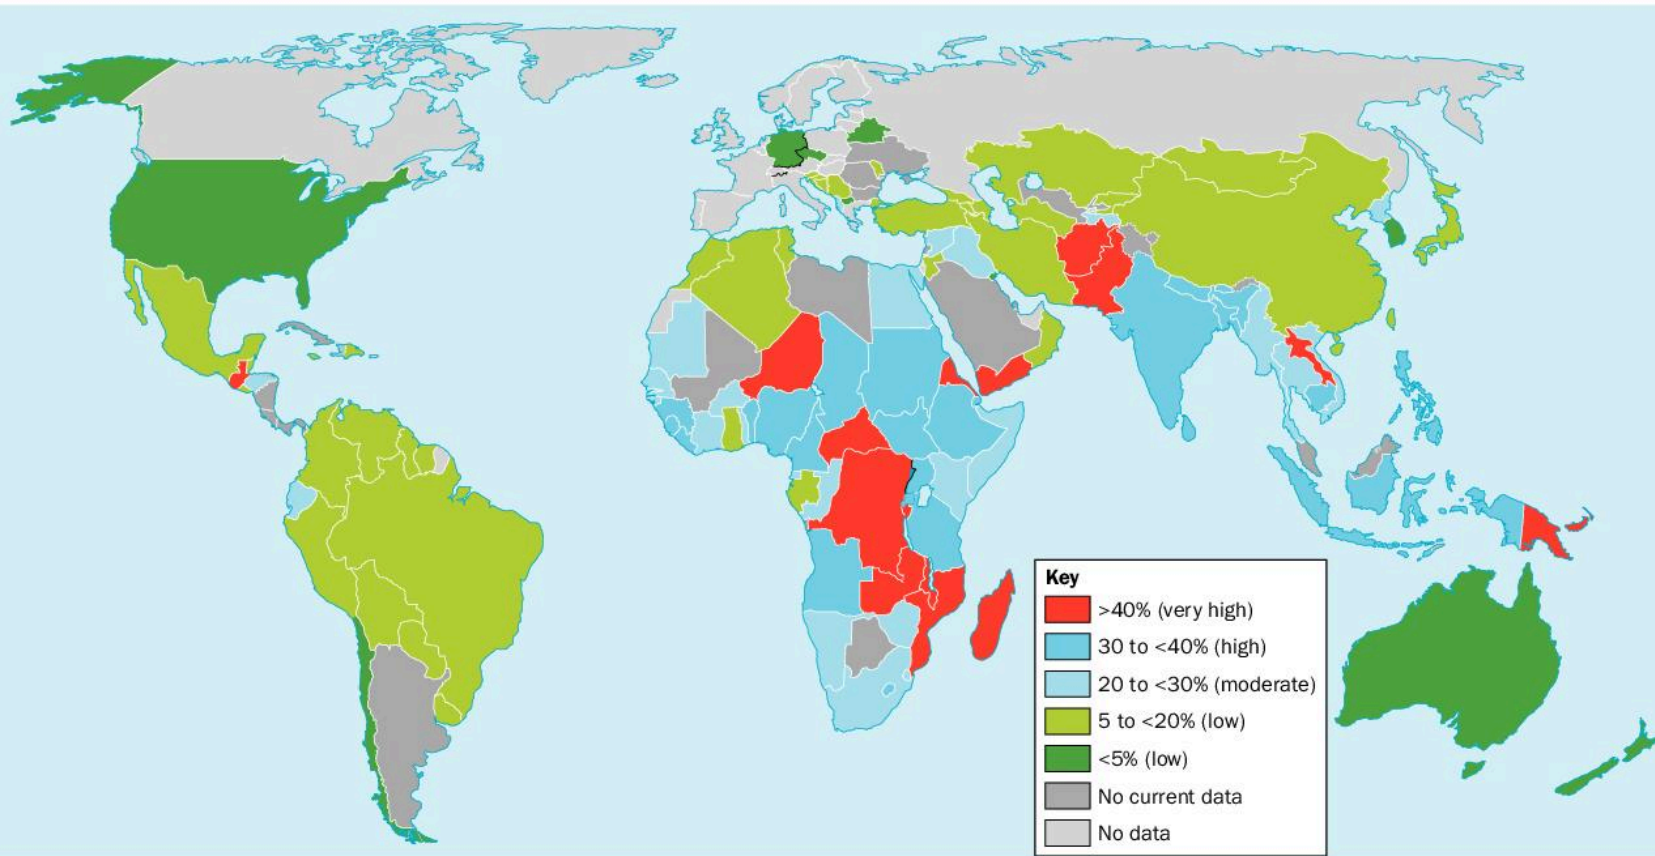 Key
>40% (very high)
30 to <40% (high)
20 to <30% (moderate)
5 to <20% (low)
<5% (low)
No current data
No data